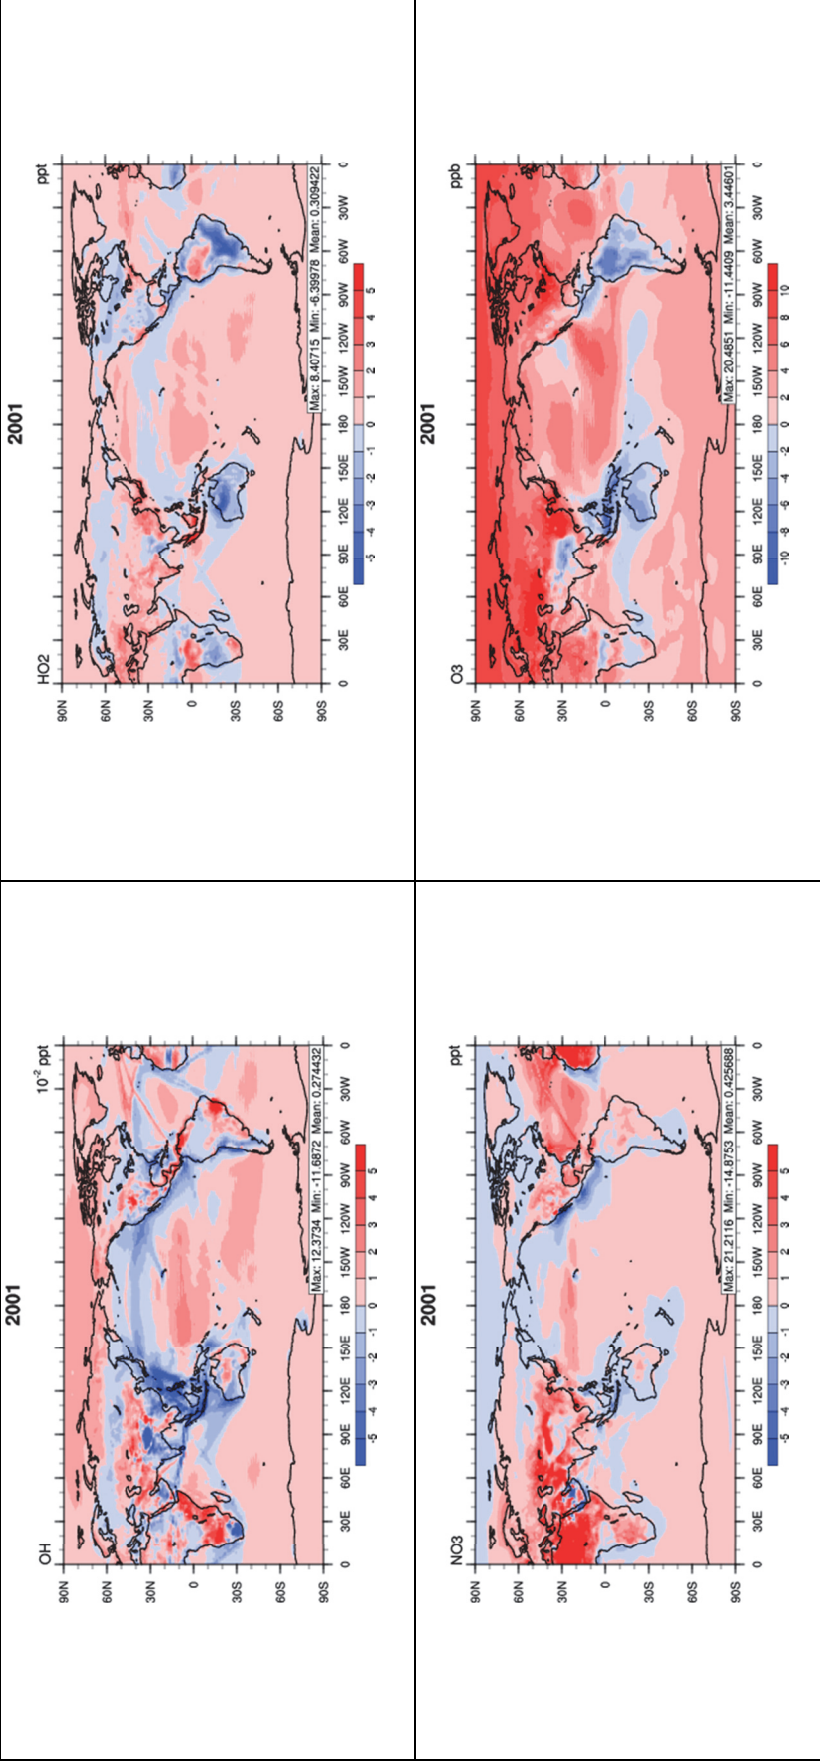 2001
OH 10⁻² ppt
90N
60N
30N
0
30S
60S
90S
Max: 12.3734 Min: -11.6872 Mean: 0.274432
0 30E 60E 90E 120E 150E 180 150W 120W 90W 60W 30W 0
-5 -4 -3 -2 -1 0 1 2 3 4 5
2001
HO2 ppt
90N
60N
30N
0
30S
60S
90S
Max: 8.40715 Min: -6.39978 Mean: 0.309422
0 30E 60E 90E 120E 150E 180 150W 120W 90W 60W 30W 0
-5 -4 -3 -2 -1 0 1 2 3 4 5
2001
NO3 ppt
90N
60N
30N
0
30S
60S
90S
Max: 21.2116 Min: -14.8753 Mean: 0.425688
0 30E 60E 90E 120E 150E 180 150W 120W 90W 60W 30W 0
-5 -4 -3 -2 -1 0 1 2 3 4 5
2001
O3 ppb
90N
60N
30N
0
30S
60S
90S
Max: 20.4851 Min: -11.4409 Mean: 3.44601
0 30E 60E 90E 120E 150E 180 150W 120W 90W 60W 30W 0
-10 -8 -6 -4 -2 0 2 4 6 8 10